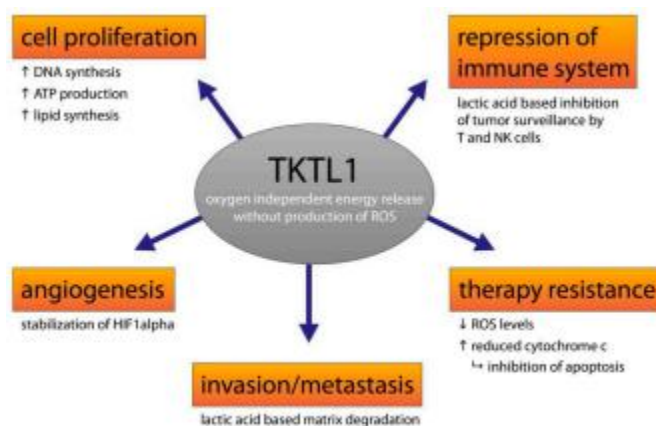 cell proliferation
↑ DNA synthesis
↑ ATP production
↑ lipid synthesis
repression of
immune system
lactic acid based inhibition
of tumor surveillance by
T and NK cells
TKTL1
oxygen independent energy release
without production of ROS
angiogenesis
stabilization of HIF1alpha
therapy resistance
↓ ROS levels
↑ reduced cytochrome c
↳ inhibition of apoptosis
invasion/metastasis
lactic acid based matrix degradation